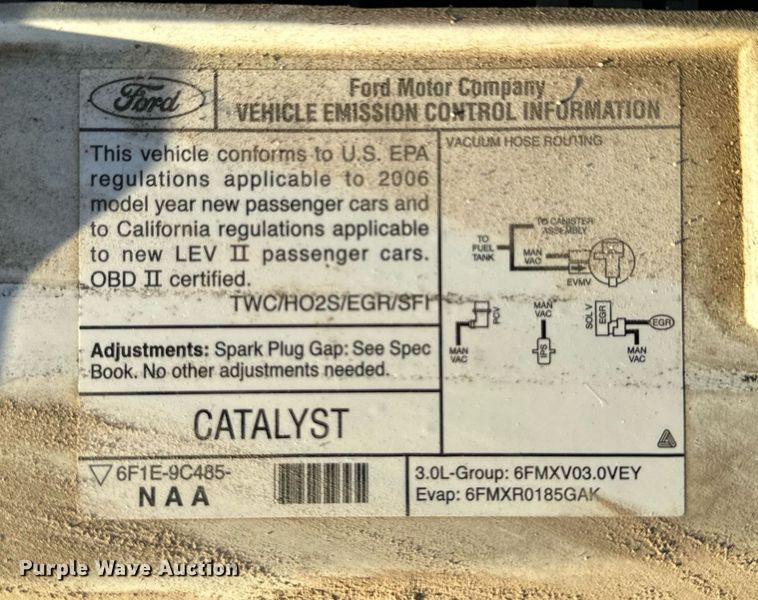 Ford
Ford Motor Company
VEHICLE EMISSION CONTROL INFORMATION
This vehicle conforms to U.S. EPA
regulations applicable to 2006
model year new passenger cars and
to California regulations applicable
to new LEV II passenger cars.
OBD II certified.
TWC/HO2S/EGR/SFI
Adjustments: Spark Plug Gap: See Spec
Book. No other adjustments needed.
CATALYST
VACUUM HOSE ROUTING
TO CANISTER
ASSEMBLY
TO
FUEL
TANK
MAN
VAC
EVMV
PCV
MAN
VAC
MAN
VAC
IPS
SOL V
EGR
EGR
MAN
VAC
6F1E-9C485-
NAA
3.0L-Group: 6FMXV03.0VEY
Evap: 6FMXR0185GAK
Purple Wave Auction